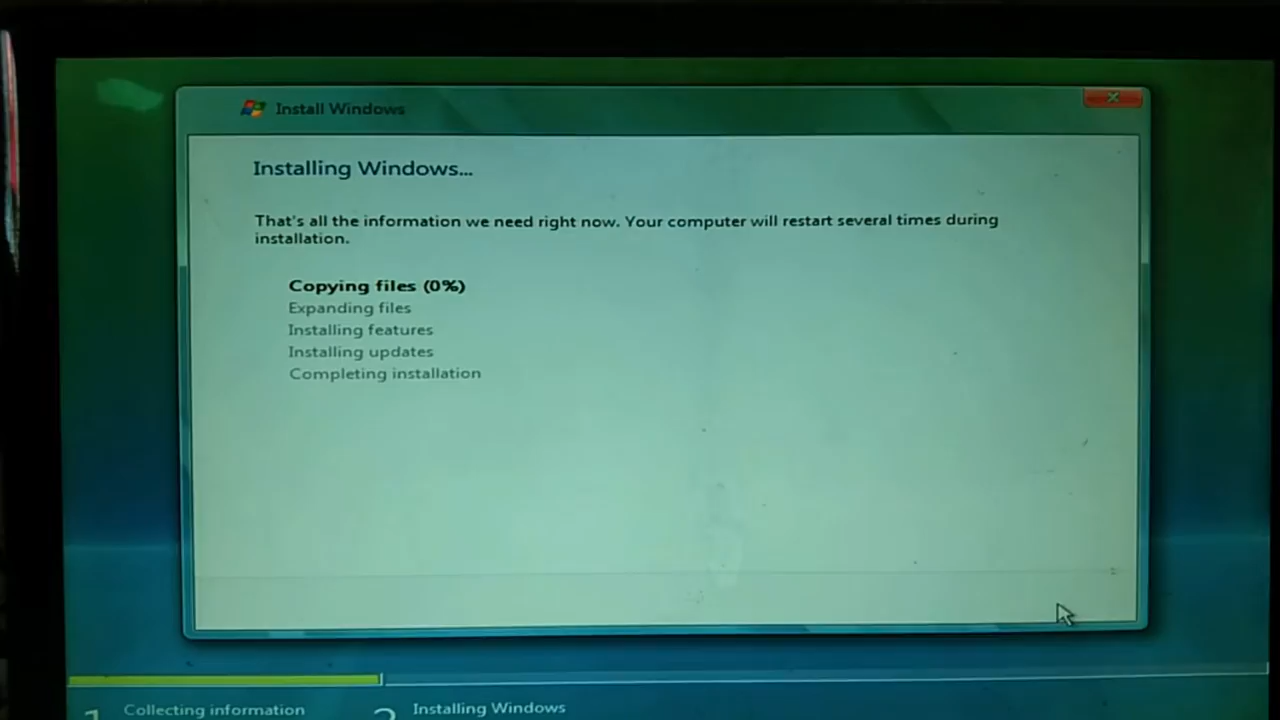 Install Windows
Installing Windows...
That's all the information we need right now. Your computer will restart several times during
installation.
Copying files (0%)
Expanding files
Installing features
Installing updates
Completing installation
1 Collecting information
2 Installing Windows